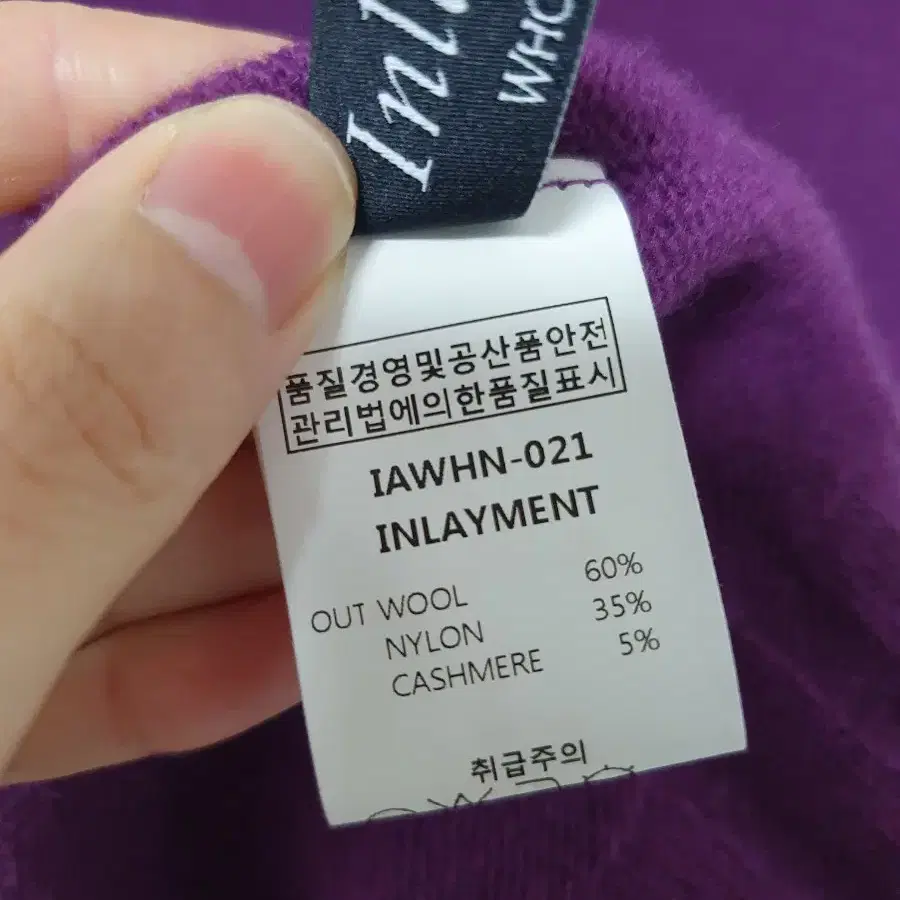 품질경영및공산품안전
관리법에의한품질표시
IAWHN-021
INLAYMENT
OUT WOOL 60%
NYLON 35%
CASHMERE 5%
취급주의